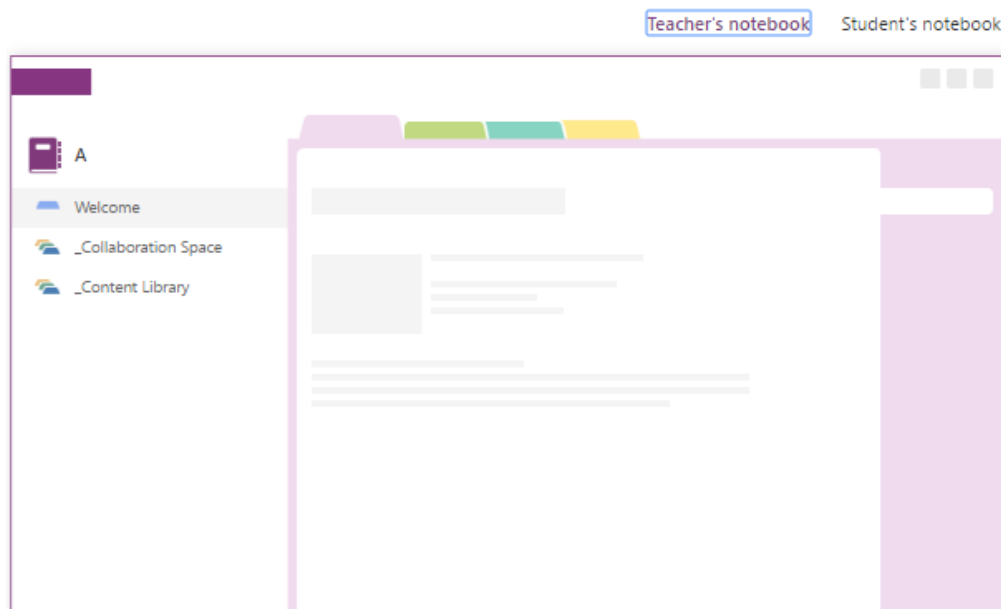 Teacher's notebook Student's notebook
A
Welcome
_Collaboration Space
_Content Library